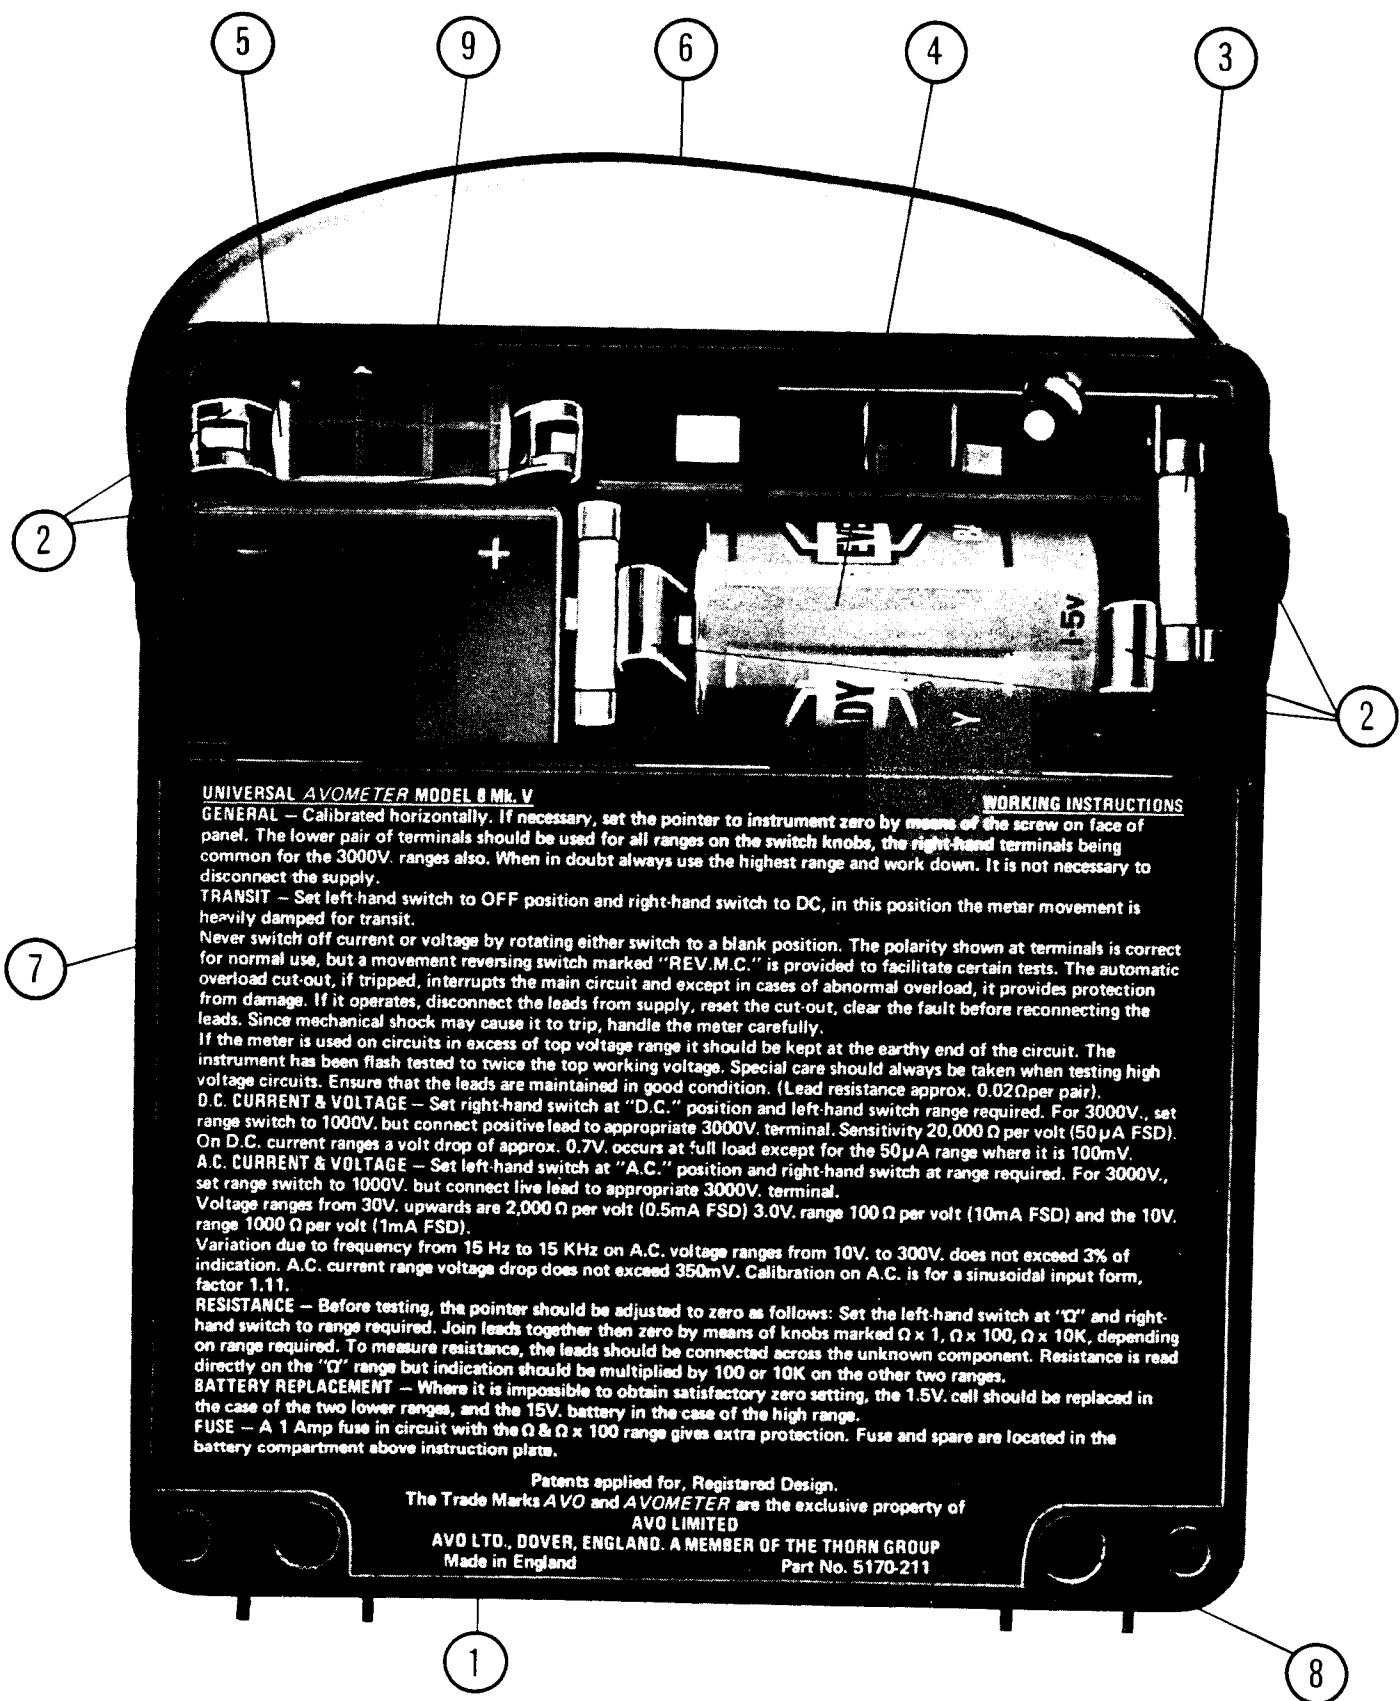 5 9 6 4 3
2
- +
EVE
1·5v
DY
Y
2
UNIVERSAL AVOMETER MODEL 8 Mk. V WORKING INSTRUCTIONS
GENERAL – Calibrated horizontally. If necessary, set the pointer to instrument zero by means of the screw on face of
panel. The lower pair of terminals should be used for all ranges on the switch knobs, the right-hand terminals being
common for the 3000V. ranges also. When in doubt always use the highest range and work down. It is not necessary to
disconnect the supply.
TRANSIT – Set left-hand switch to OFF position and right-hand switch to DC, in this position the meter movement is
heavily damped for transit.
Never switch off current or voltage by rotating either switch to a blank position. The polarity shown at terminals is correct
for normal use, but a movement reversing switch marked "REV.M.C." is provided to facilitate certain tests. The automatic
overload cut-out, if tripped, interrupts the main circuit and except in cases of abnormal overload, it provides protection
from damage. If it operates, disconnect the leads from supply, reset the cut-out, clear the fault before reconnecting the
leads. Since mechanical shock may cause it to trip, handle the meter carefully.
If the meter is used on circuits in excess of top voltage range it should be kept at the earthy end of the circuit. The
instrument has been flash tested to twice the top working voltage. Special care should always be taken when testing high
voltage circuits. Ensure that the leads are maintained in good condition. (Lead resistance approx. 0.02Ωper pair).
D.C. CURRENT & VOLTAGE – Set right-hand switch at "D.C." position and left-hand switch range required. For 3000V., set
range switch to 1000V. but connect positive lead to appropriate 3000V. terminal. Sensitivity 20,000 Ω per volt (50µA FSD).
On D.C. current ranges a volt drop of approx. 0.7V. occurs at full load except for the 50µA range where it is 100mV.
A.C. CURRENT & VOLTAGE – Set left-hand switch at "A.C." position and right-hand switch at range required. For 3000V.,
set range switch to 1000V. but connect live lead to appropriate 3000V. terminal.
Voltage ranges from 30V. upwards are 2,000 Ω per volt (0.5mA FSD) 3.0V. range 100 Ω per volt (10mA FSD) and the 10V.
range 1000 Ω per volt (1mA FSD).
Variation due to frequency from 15 Hz to 15 KHz on A.C. voltage ranges from 10V. to 300V. does not exceed 3% of
indication. A.C. current range voltage drop does not exceed 350mV. Calibration on A.C. is for a sinusoidal input form,
factor 1.11.
RESISTANCE – Before testing, the pointer should be adjusted to zero as follows: Set the left-hand switch at "Ω" and right-
hand switch to range required. Join leads together then zero by means of knobs marked Ω x 1, Ω x 100, Ω x 10K, depending
on range required. To measure resistance, the leads should be connected across the unknown component. Resistance is read
directly on the "Ω" range but indication should be multiplied by 100 or 10K on the other two ranges.
BATTERY REPLACEMENT – Where it is impossible to obtain satisfactory zero setting, the 1.5V. cell should be replaced in
the case of the two lower ranges, and the 15V. battery in the case of the high range.
FUSE – A 1 Amp fuse in circuit with the Ω & Ω x 100 range gives extra protection. Fuse and spare are located in the
battery compartment above instruction plate.
Patents applied for, Registered Design.
The Trade Marks AVO and AVOMETER are the exclusive property of
AVO LIMITED
AVO LTD., DOVER, ENGLAND. A MEMBER OF THE THORN GROUP
Made in England Part No. 5170-211
7
1
8